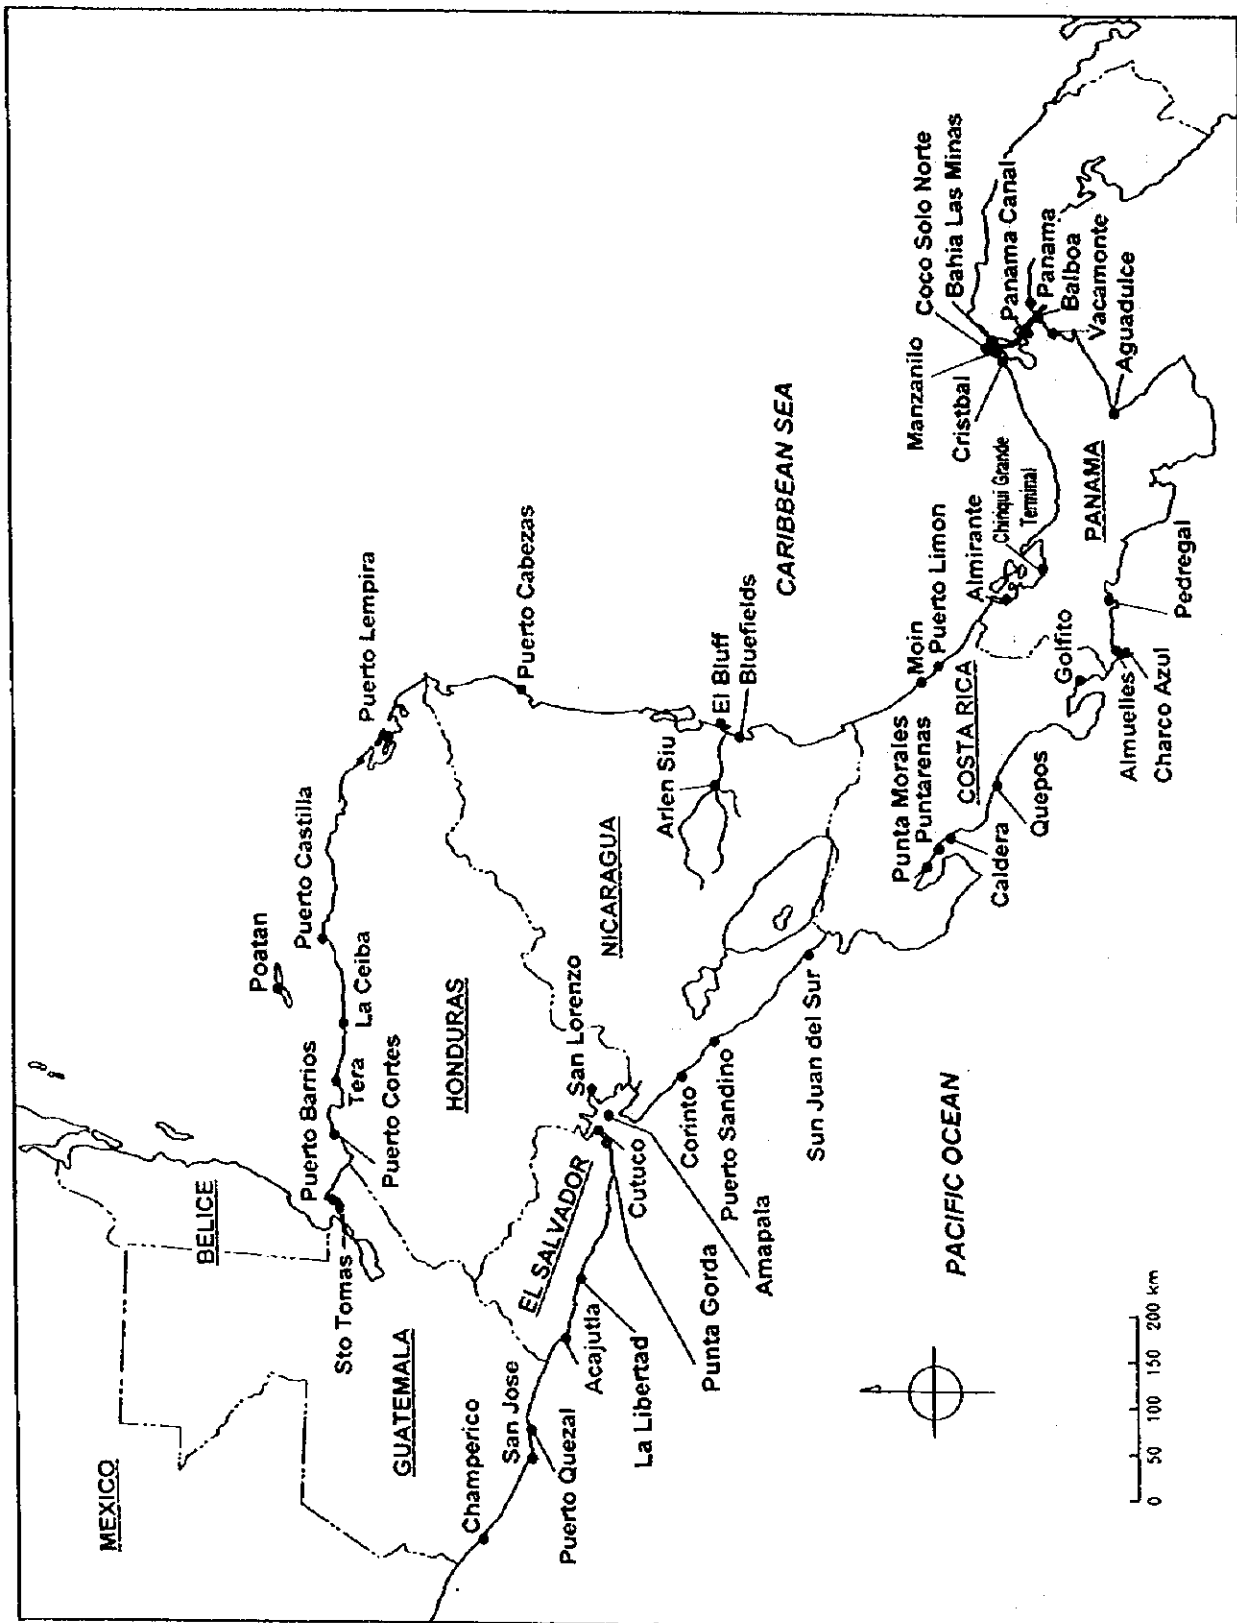 MEXICO
BELICE
GUATEMALA
HONDURAS
EL SALVADOR
NICARAGUA
COSTA RICA
PANAMA
CARIBBEAN SEA
PACIFIC OCEAN
Champerico
San Jose
Puerto Quezal
Acajutla
La Libertad
Punta Gorda
Amapala
Cutuco
San Lorenzo
Sto Tomas
Puerto Barrios
Puerto Cortes
Tera
La Ceiba
Poatan
Puerto Castilla
Puerto Lempira
Puerto Cabezas
El Bluff
Bluefields
Arlen Siu
Corinto
Puerto Sandino
Sun Juan del Sur
Moin
Puerto Limon
Punta Morales
Puntarenas
Caldera
Quepos
Golfito
Almirante
Chiriqui Grande
Terminal
Almuelles
Charco Azul
Pedregal
Manzanilo
Cristbal
Coco Solo Norte
Bahia Las Minas
Panama Canal
Panama
Balboa
Vacamonte
Aguadulce
0 50 100 150 200 km